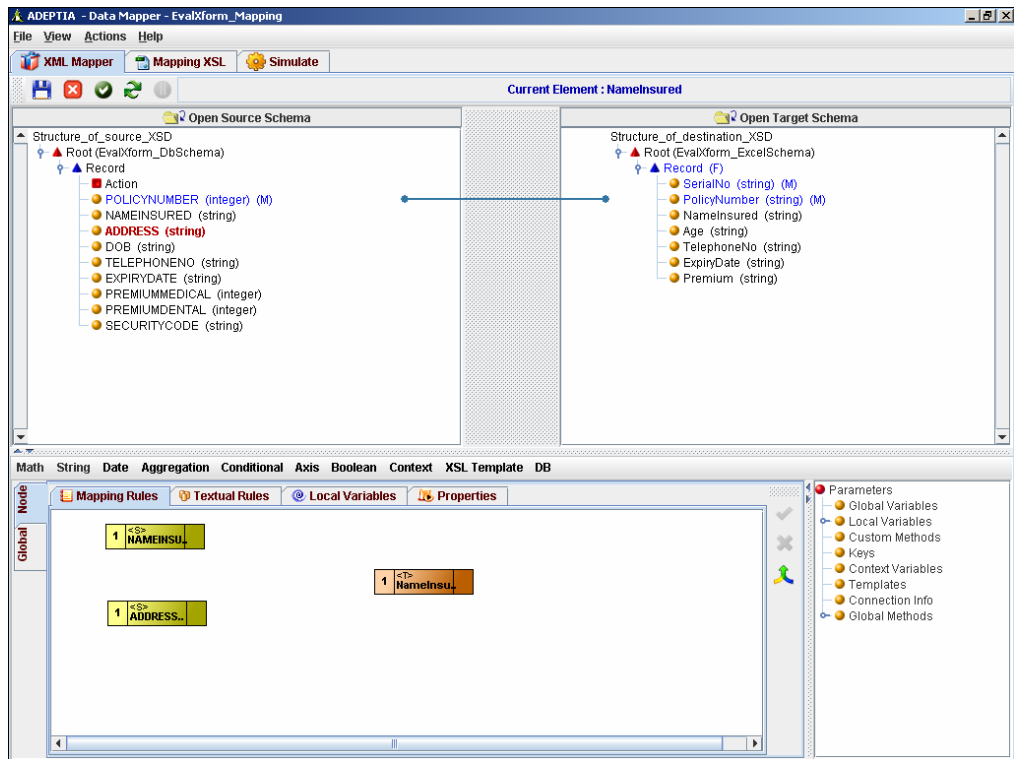 ADEPTIA - Data Mapper - EvalXform_Mapping
File View Actions Help
XML Mapper Mapping XSL Simulate
Current Element : NameInsured
Open Source Schema
Structure_of_source_XSD
Root (EvalXform_DbSchema)
Record
Action
POLICYNUMBER (integer) (M)
NAMEINSURED (string)
ADDRESS (string)
DOB (string)
TELEPHONENO (string)
EXPIRYDATE (string)
PREMIUMMEDICAL (integer)
PREMIUMDENTAL (integer)
SECURITYCODE (string)
Open Target Schema
Structure_of_destination_XSD
Root (EvalXform_ExcelSchema)
Record (F)
SerialNo (string) (M)
PolicyNumber (string) (M)
NameInsured (string)
Age (string)
TelephoneNo (string)
ExpiryDate (string)
Premium (string)
Math String Date Aggregation Conditional Axis Boolean Context XSL Template DB
Node
Global
Mapping Rules Textual Rules Local Variables Properties
1 <S> NAMEINSU..
1 <T> NameInsu..
1 <S> ADDRESS..
Parameters
Global Variables
Local Variables
Custom Methods
Keys
Context Variables
Templates
Connection Info
Global Methods